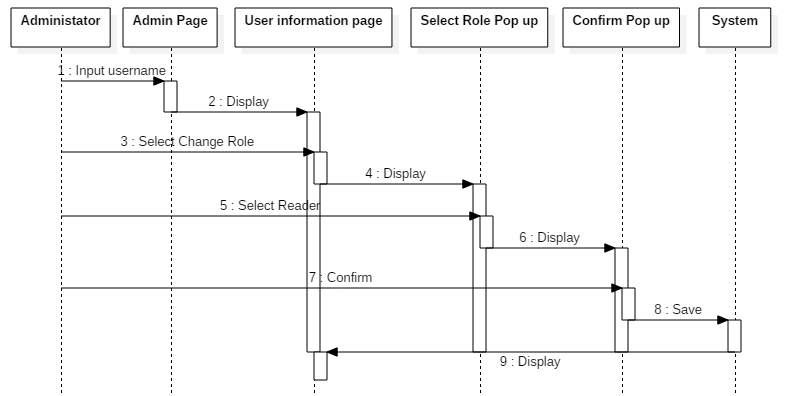 Administator
Admin Page
User information page
Select Role Pop up
Confirm Pop up
System
1 : Input username
2 : Display
3 : Select Change Role
4 : Display
5 : Select Reader
6 : Display
7 : Confirm
8 : Save
9 : Display